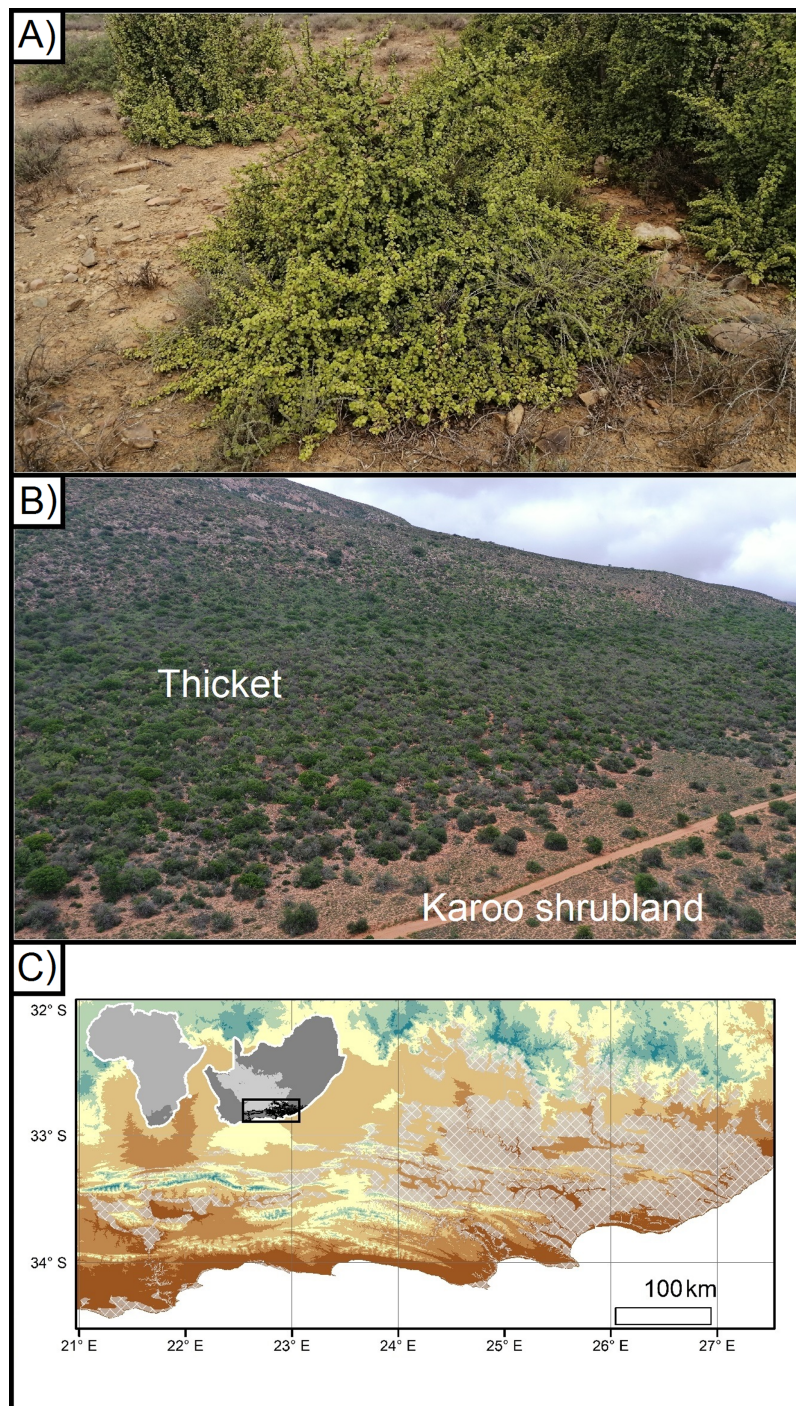 A)
B)
Thicket
Karoo shrubland
C)
32° S
33° S
34° S
100 km
21° E
22° E
23° E
24° E
25° E
26° E
27° E